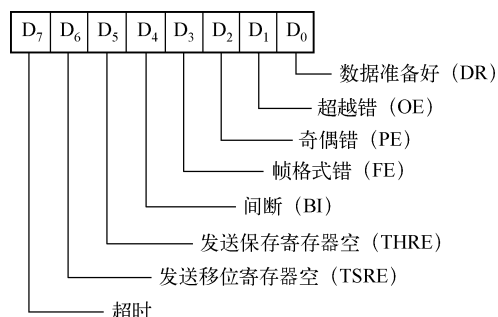 D₇ D₆ D₅ D₄ D₃ D₂ D₁ D₀
数据准备好（DR）
超越错（OE）
奇偶错（PE）
帧格式错（FE）
间断（BI）
发送保存寄存器空（THRE）
发送移位寄存器空（TSRE）
超时